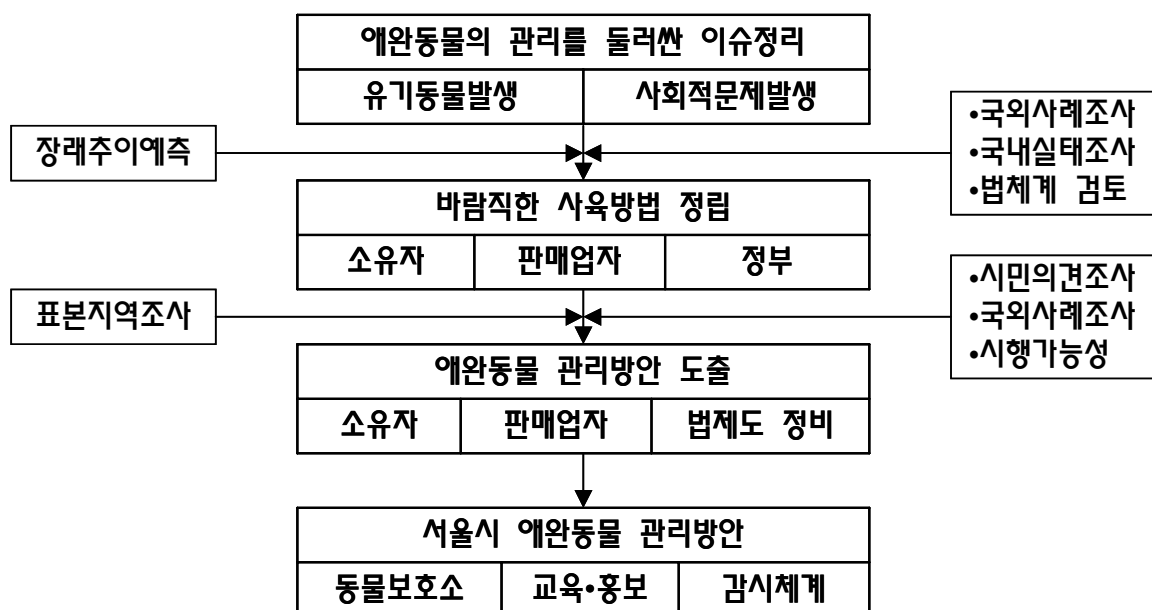 애완동물의 관리를 둘러싼 이슈정리
유기동물발생 사회적문제발생
장래추이예측
•국외사례조사
•국내실태조사
•법체계 검토
바람직한 사육방법 정립
소유자 판매업자 정부
표본지역조사
•시민의견조사
•국외사례조사
•시행가능성
애완동물 관리방안 도출
소유자 판매업자 법제도 정비
서울시 애완동물 관리방안
동물보호소 교육•홍보 감시체계